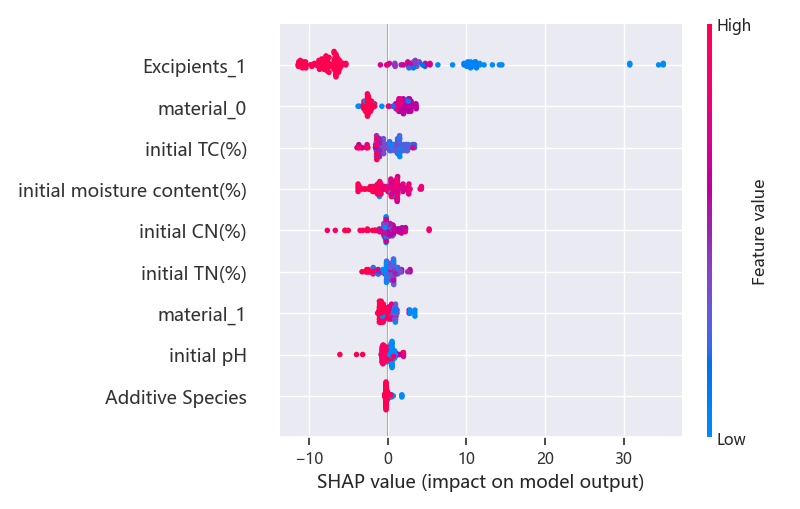 High
Excipients_1
material_0
initial TC(%)
initial moisture content(%)
initial CN(%)
initial TN(%)
material_1
initial pH
Additive Species
Feature value
Low
−10 0 10 20 30
SHAP value (impact on model output)